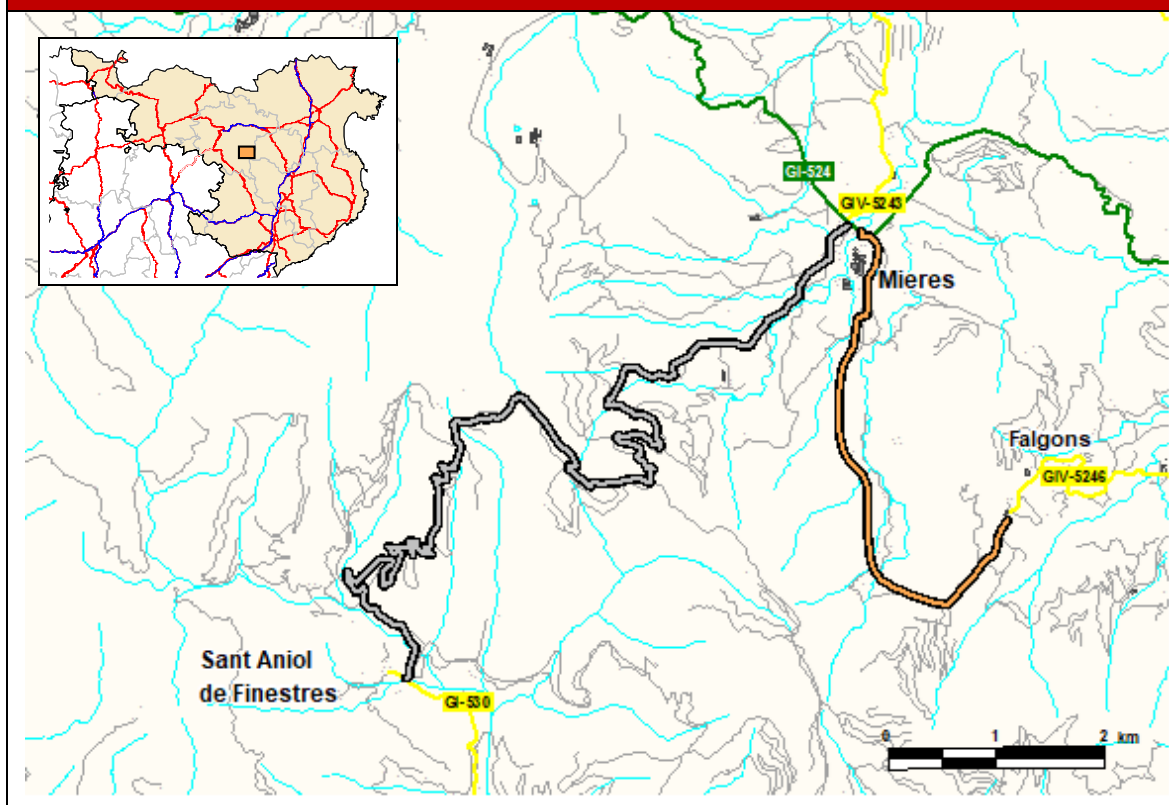 GI-524
GIV-5243
Mieres
Falgons
GIV-5246
Sant Aniol
de Finestres
GI-530
0 1 2 km